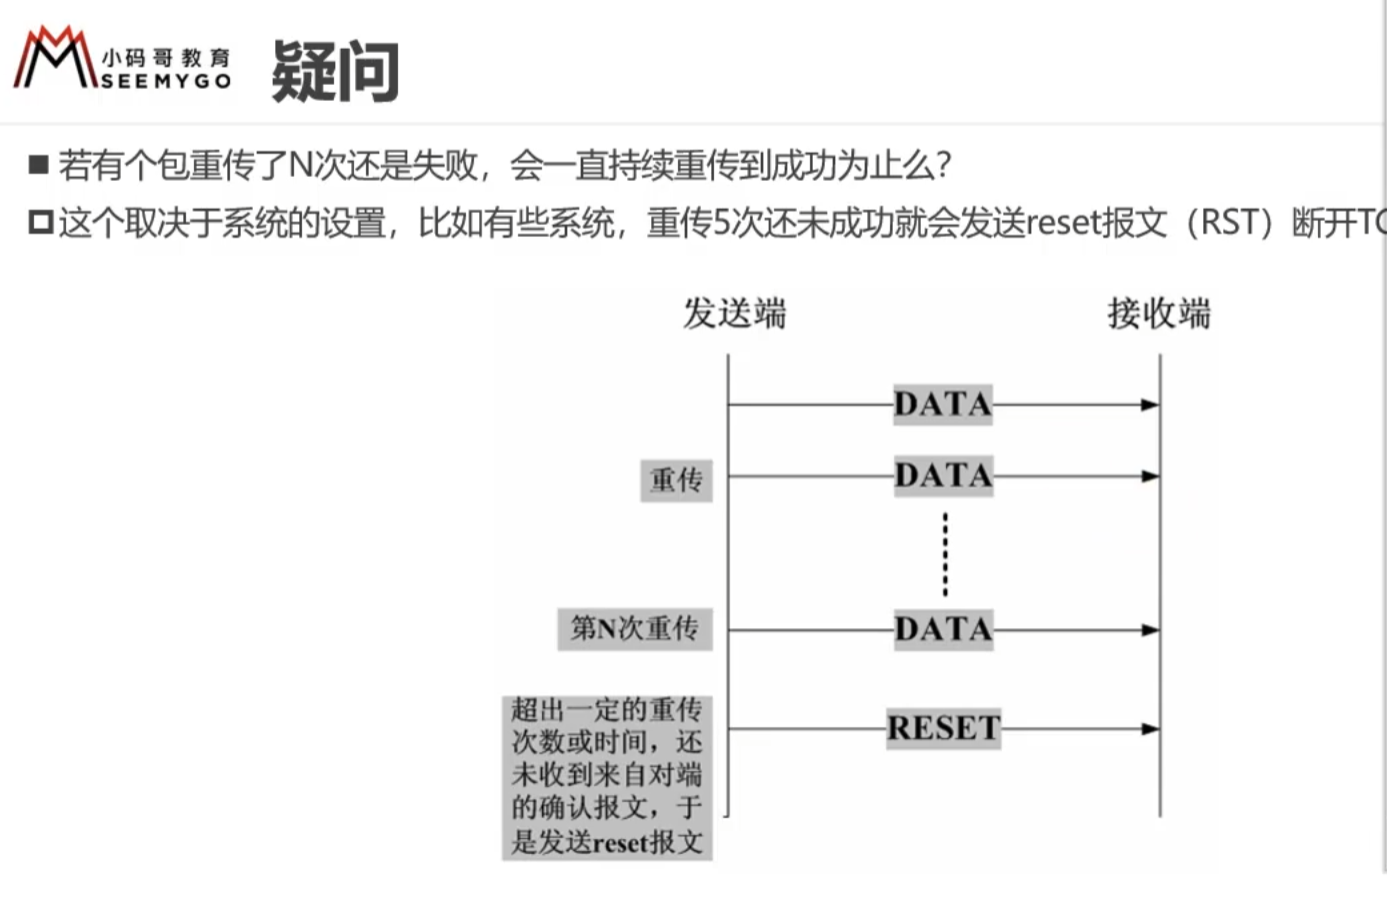 小码哥教育
SEEMYGO
疑问
■ 若有个包重传了N次还是失败，会一直持续重传到成功为止么？
这个取决于系统的设置，比如有些系统，重传5次还未成功就会发送reset报文（RST）断开TC
发送端
接收端
DATA
重传
DATA
第N次重传
DATA
超出一定的重传
次数或时间，还
未收到来自对端
的确认报文，于
是发送reset报文
RESET